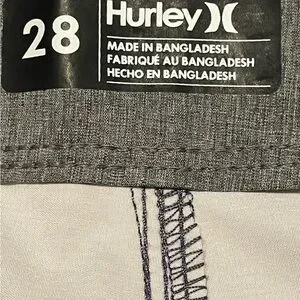 28
Hurley
MADE IN BANGLADESH
FABRIQUÉ AU BANGLADESH
HECHO EN BANGLADESH